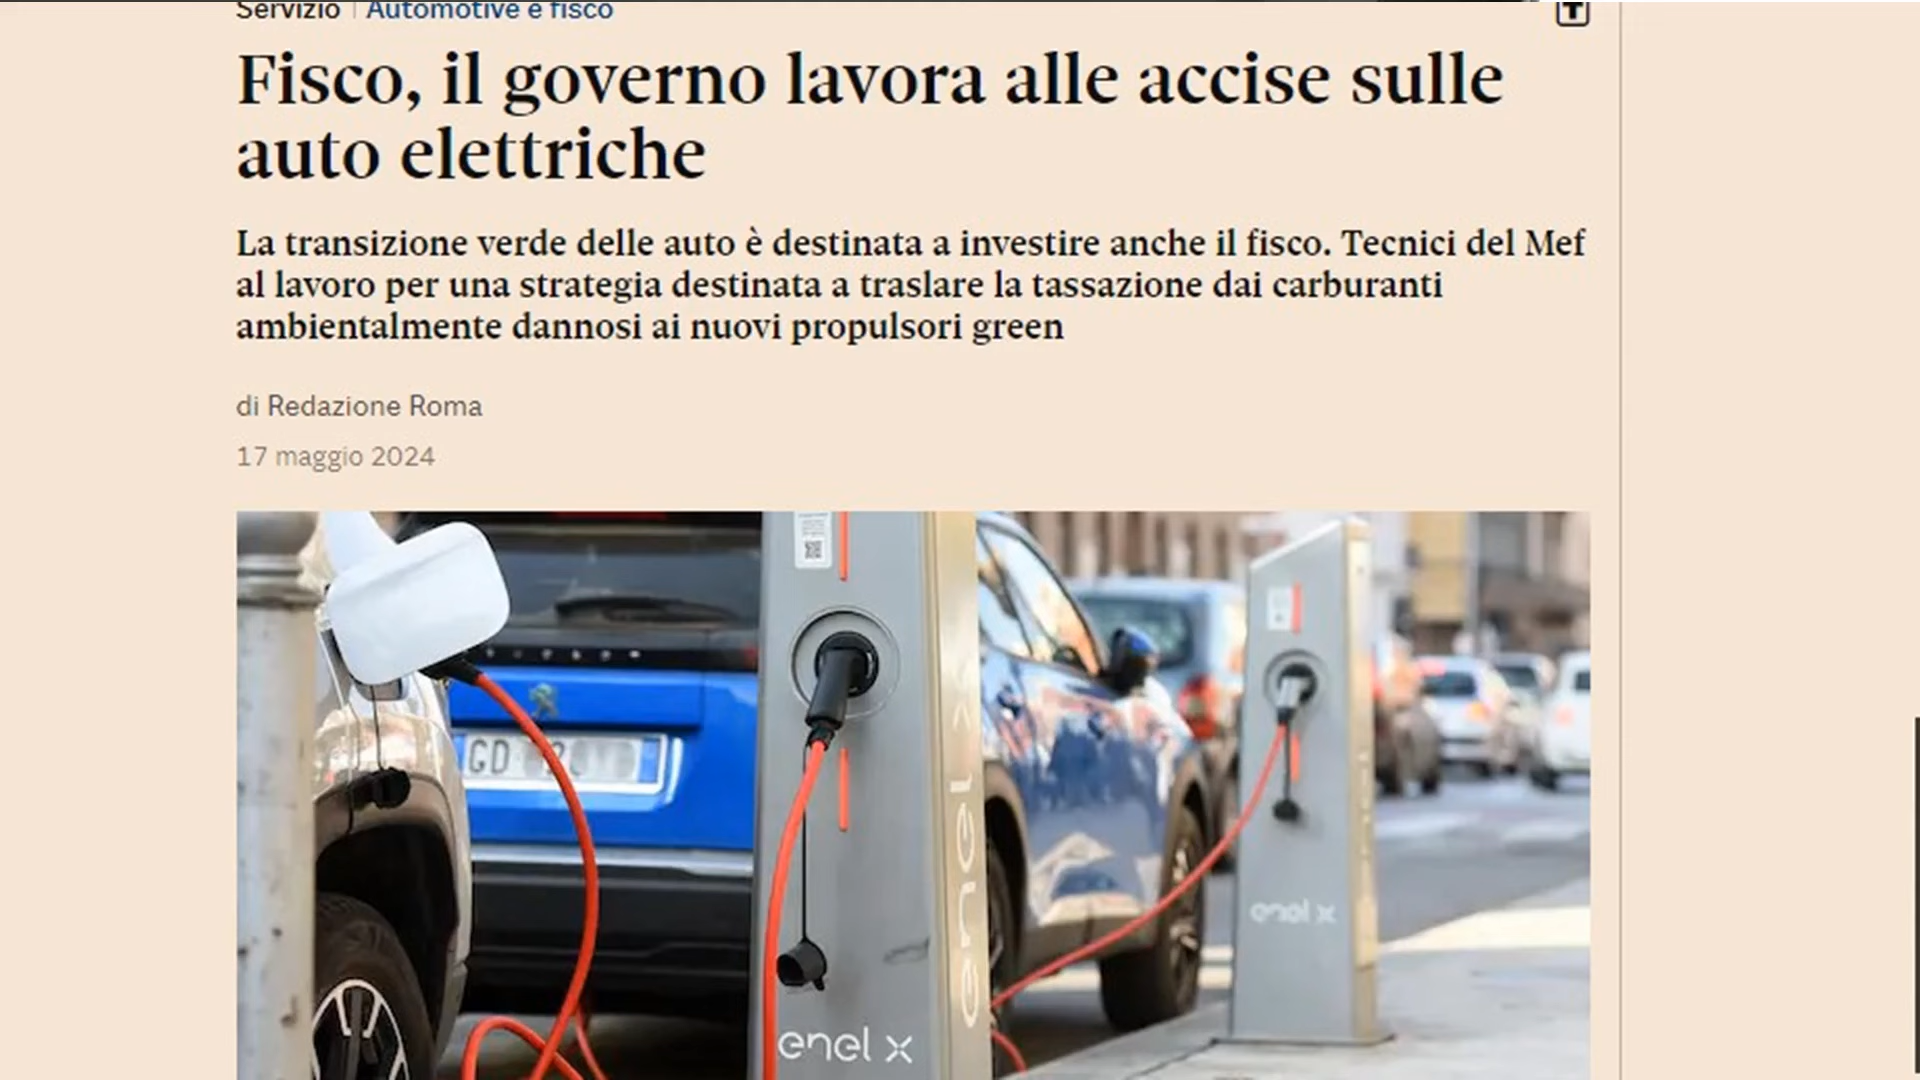 Servizio | Automotive e fisco
Fisco, il governo lavora alle accise sulle
auto elettriche
La transizione verde delle auto è destinata a investire anche il fisco. Tecnici del Mef
al lavoro per una strategia destinata a traslare la tassazione dai carburanti
ambientalmente dannosi ai nuovi propulsori green
di Redazione Roma
17 maggio 2024
GD
enel
enel x
enel x